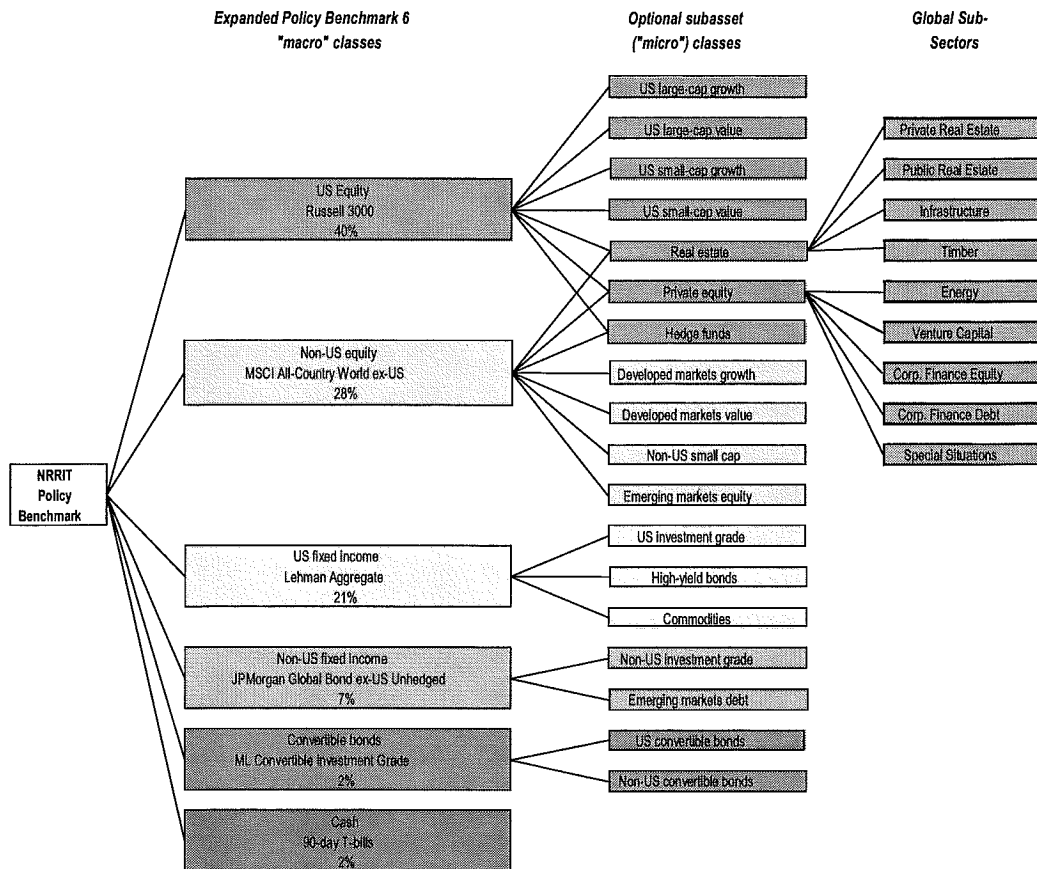 Expanded Policy Benchmark 6
"macro" classes
Optional subasset
("micro") classes
Global Sub-
Sectors
NRRIT
Policy
Benchmark
US Equity
Russell 3000
40%
Non-US equity
MSCI All-Country World ex-US
28%
US fixed income
Lehman Aggregate
21%
Non-US fixed income
JPMorgan Global Bond ex-US Unhedged
7%
Convertible bonds
ML Convertible Investment Grade
2%
Cash
90-day T-bills
2%
US large-cap growth
US large-cap value
US small-cap growth
US small-cap value
Real estate
Private equity
Hedge funds
Developed markets growth
Developed markets value
Non-US small cap
Emerging markets equity
US investment grade
High-yield bonds
Commodities
Non-US investment grade
Emerging markets debt
US convertible bonds
Non-US convertible bonds
Private Real Estate
Public Real Estate
Infrastructure
Timber
Energy
Venture Capital
Corp. Finance Equity
Corp. Finance Debt
Special Situations